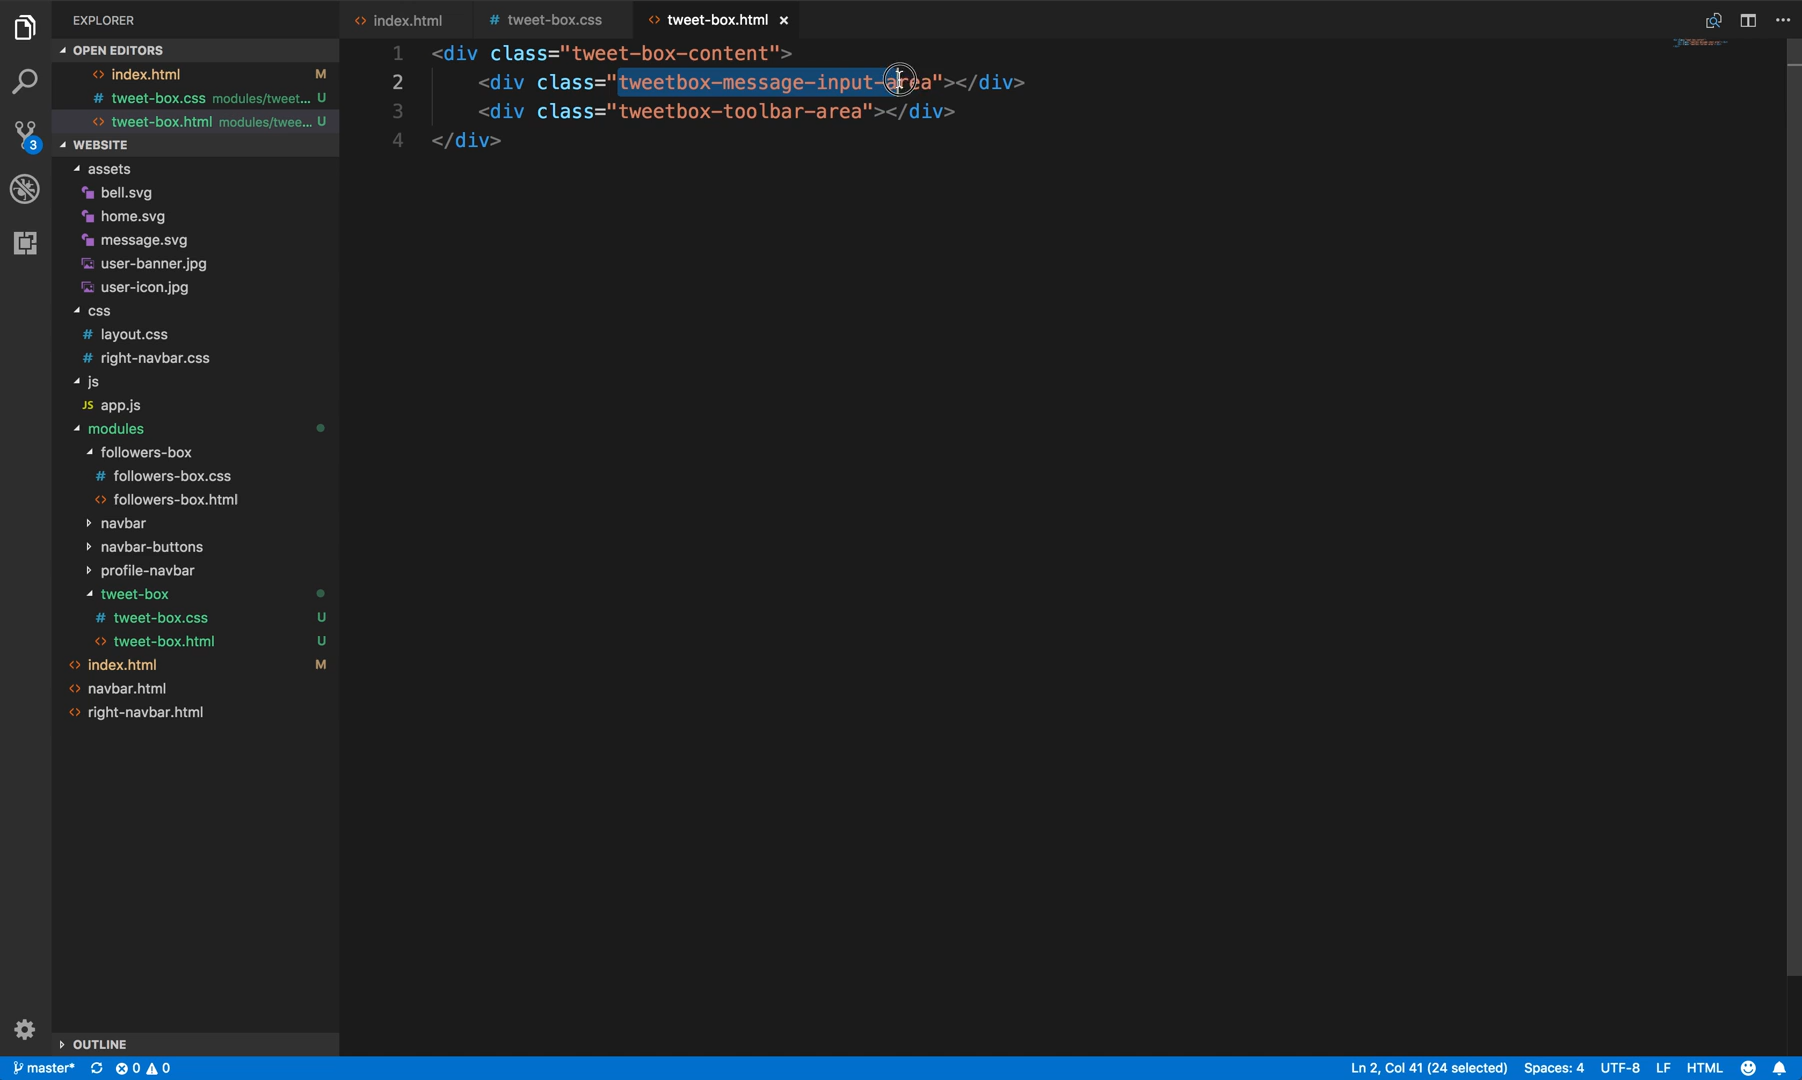 EXPLORER
OPEN EDITORS
index.html M
# tweet-box.css modules/tweet... U
tweet-box.html modules/twee... U
WEBSITE
assets
bell.svg
home.svg
message.svg
user-banner.jpg
user-icon.jpg
css
# layout.css
# right-navbar.css
js
JS app.js
modules
followers-box
# followers-box.css
<> followers-box.html
navbar
navbar-buttons
profile-navbar
tweet-box
# tweet-box.css U
<> tweet-box.html U
<> index.html M
<> navbar.html
<> right-navbar.html
OUTLINE
3
<> index.html # tweet-box.css <> tweet-box.html ×
1 <div class="tweet-box-content">
2 <div class="tweetbox-message-input-area"></div>
3 <div class="tweetbox-toolbar-area"></div>
4 </div>
master* 0 0 Ln 2, Col 41 (24 selected) Spaces: 4 UTF-8 LF HTML